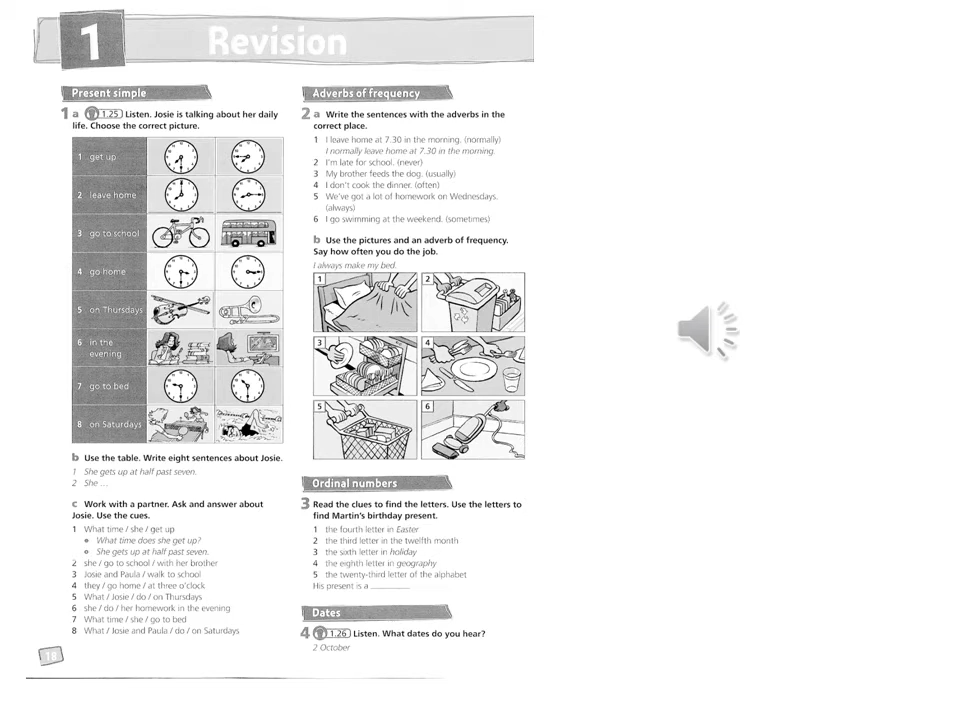 1
Revision
Present simple
1 a 1.25 Listen. Josie is talking about her daily
life. Choose the correct picture.
1 get up
2 leave home
3 go to school
4 go home
5 on Thursdays
6 in the
evening
7 go to bed
8 on Saturdays
b Use the table. Write eight sentences about Josie.
1 She gets up at half past seven.
2 She ...
c Work with a partner. Ask and answer about
Josie. Use the cues.
1 What time / she / get up
What time does she get up?
She gets up at half past seven.
2 she / go to school / with her brother
3 Josie and Paula / walk to school
4 they / go home / at three o'clock
5 What / Josie / do / on Thursdays
6 she / do / her homework in the evening
7 What time / she / go to bed
8 What / Josie and Paula / do / on Saturdays
18
Adverbs of frequency
2 a Write the sentences with the adverbs in the
correct place.
1 I leave home at 7.30 in the morning. (normally)
I normally leave home at 7.30 in the morning.
2 I'm late for school. (never)
3 My brother feeds the dog. (usually)
4 I don't cook the dinner. (often)
5 We've got a lot of homework on Wednesdays.
(always)
6 I go swimming at the weekend. (sometimes)
b Use the pictures and an adverb of frequency.
Say how often you do the job.
I always make my bed.
1
2
3
4
5
6
Ordinal numbers
3 Read the clues to find the letters. Use the letters to
find Martin's birthday present.
1 the fourth letter in Easter
2 the third letter in the twelfth month
3 the sixth letter in holiday
4 the eighth letter in geography
5 the twenty-third letter of the alphabet
His present is a ________
Dates
4 1.26 Listen. What dates do you hear?
2 October